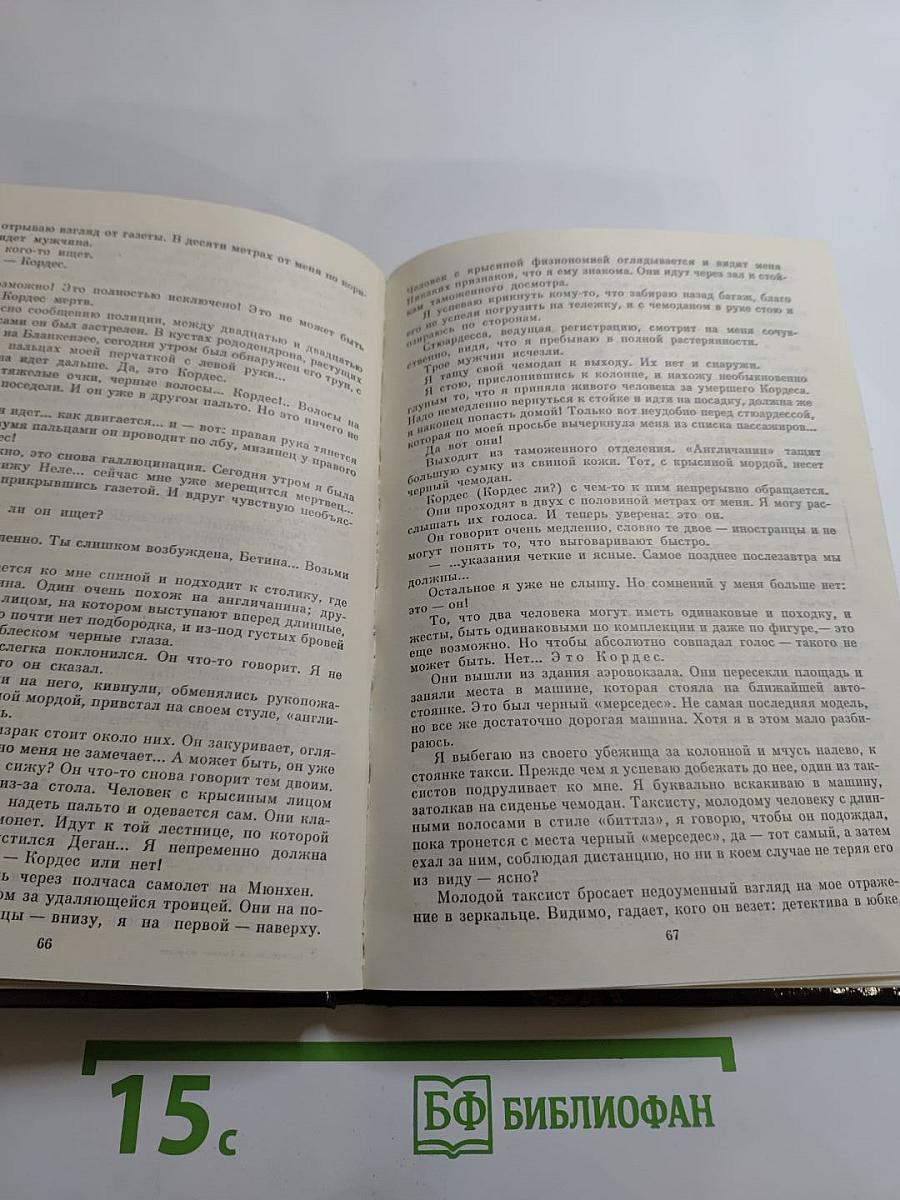 отрываю взгляд от газеты. В десяти метрах от меня по кори-
идет мужчина.
кого-то ищет.
— Кордес.
зможно! Это полностью исключено! Это не может быть
Кордес мертв.
сно сообщению полиции, между двадцатью и двадцатью
сами он был застрелен. В кустах рододендрона, растущих
на Бланкенезе, сегодня утром был обнаружен его труп, с
пальцах моей перчаткой с левой руки...
на идет дальше. Да, это Кордес.
тяжелые очки, черные волосы... Кордес!.. Волосы на
поседели. И он уже в другом пальто. Но это ничего не
н идет... как двигается... и — вот: правая рука тянется
вумя пальцами он проводит по лбу, мизинец у правого
ес!
жно, это снова галлюцинация. Сегодня утром я была
ижу Неле... сейчас мне уже мерещится мертвец...
прикрывшись газетой. И вдруг чувствую необъяс-
ли он ищет?
ленно. Ты слишком возбуждена, Бетина... Возьми
ается ко мне спиной и подходит к столику, где
ина. Один очень похож на англичанина; дру-
лицом, на котором выступают вперед длинные,
о почти нет подбородка, и из-под густых бровей
блеском черные глаза.
слегка поклонился. Он что-то говорит. Я не
то он сказал.
и на него, кивнули, обменялись рукопожа-
ной мордой, привстал на своем стуле, «англи-
ь.
израк стоит около них. Он закуривает, огля-
но меня не замечает... А может быть, он уже
сижу? Он что-то снова говорит тем двоим.
из-за стола. Человек с крысиным лицом
надеть пальто и одевается сам. Они кла-
монет. Идут к той лестнице, по которой
устился Деган... Я непременно должна
— Кордес или нет!
ь через полчаса самолет на Мюнхен.
ом за удаляющейся троицей. Они на по-
цы — внизу, я на первой — наверху.
66
Человек с крысиной физиономией оглядывается и видит меня
Никаких признаков, что я ему знакома. Они идут через зал к стой-
кам таможенного досмотра.
Я успеваю крикнуть кому-то, что забираю назад багаж, благо
его не успели погрузить на тележку, и с чемоданом в руке стою и
озираюсь по сторонам.
Стюардесса, ведущая регистрацию, смотрит на меня сочув-
ственно, видя, что я пребываю в полной растерянности.
Трое мужчин исчезли.
Я тащу свой чемодан к выходу. Их нет и снаружи.
Я стою, прислонившись к колонне, и нахожу необыкновенно
глупым то, что я приняла живого человека за умершего Кордеса.
Надо немедленно вернуться к стойке и идти на посадку, должна же
я наконец попасть домой! Только вот неудобно перед стюардессой,
которая по моей просьбе вычеркнула меня из списка пассажиров...
Да вот они!
Выходят из таможенного отделения. «Англичанин» тащит
большую сумку из свиной кожи. Тот, с крысиной мордой, несет
черный чемодан.
Кордес (Кордес ли?) с чем-то к ним непрерывно обращается.
Они проходят в двух с половиной метрах от меня. Я могу рас-
слышать их голоса. И теперь уверена: это он.
Он говорит очень медленно, словно те двое — иностранцы и не
могут понять то, что выговаривают быстро.
— ...указания четкие и ясные. Самое позднее послезавтра мы
должны...
Остальное я уже не слышу. Но сомнений у меня больше нет:
это — он!
То, что два человека могут иметь одинаковые и походку, и
жесты, быть одинаковыми по комплекции и даже по фигуре,— это
еще возможно. Но чтобы абсолютно совпадал голос — такого не
может быть. Нет... Это Кордес.
Они вышли из здания аэровокзала. Они пересекли площадь и
заняли места в машине, которая стояла на ближайшей авто-
стоянке. Это был черный «мерседес». Не самая последняя модель,
но все же достаточно дорогая машина. Хотя я в этом мало разби-
раюсь.
Я выбегаю из своего убежища за колонной и мчусь налево, к
стоянке такси. Прежде чем я успеваю добежать до нее, один из так-
систов подруливает ко мне. Я буквально вскакиваю в машину,
затолкав на сиденье чемодан. Таксисту, молодому человеку с длин-
ными волосами в стиле «биттлз», я говорю, чтобы он подождал,
пока тронется с места черный «мерседес», да — тот самый, а затем
ехал за ним, соблюдая дистанцию, но ни в коем случае не теряя его
из виду — ясно?
Молодой таксист бросает недоуменный взгляд на мое отраже-
ние в зеркальце. Видимо, гадает, кого он везет: детектива в юбке,
67
15 с
БФ БИБЛИОФАН